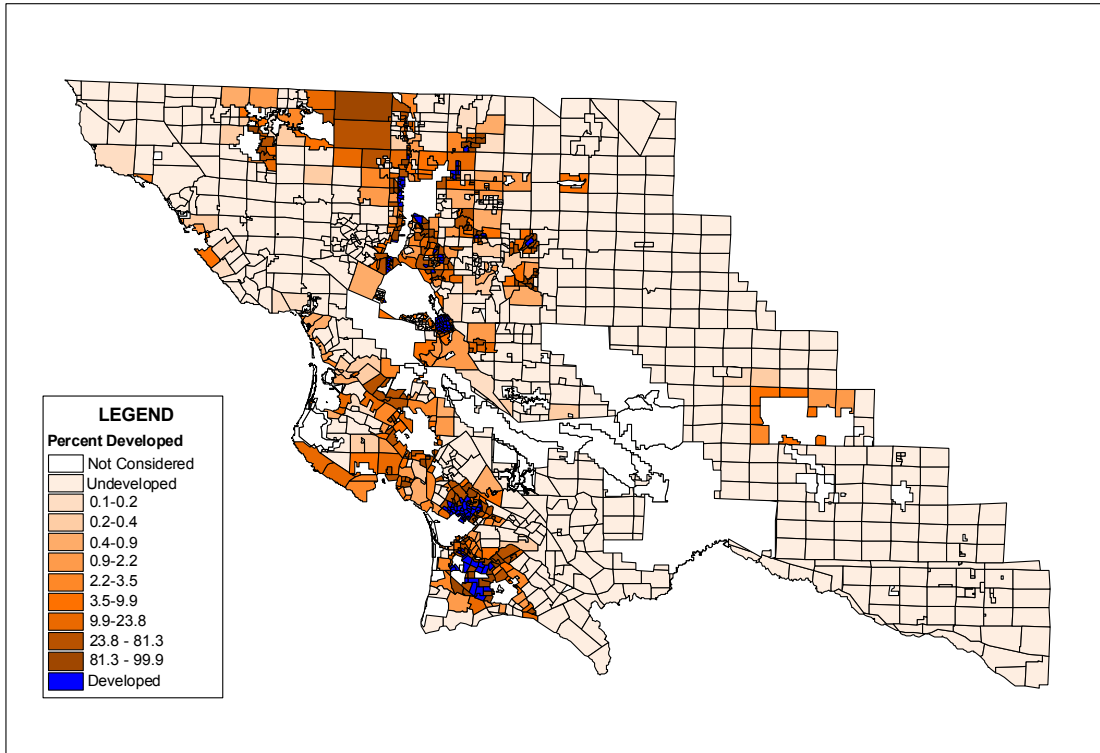 LEGEND
Percent Developed
Not Considered
Undeveloped
0.1-0.2
0.2-0.4
0.4-0.9
0.9-2.2
2.2-3.5
3.5-9.9
9.9-23.8
23.8 - 81.3
81.3 - 99.9
Developed